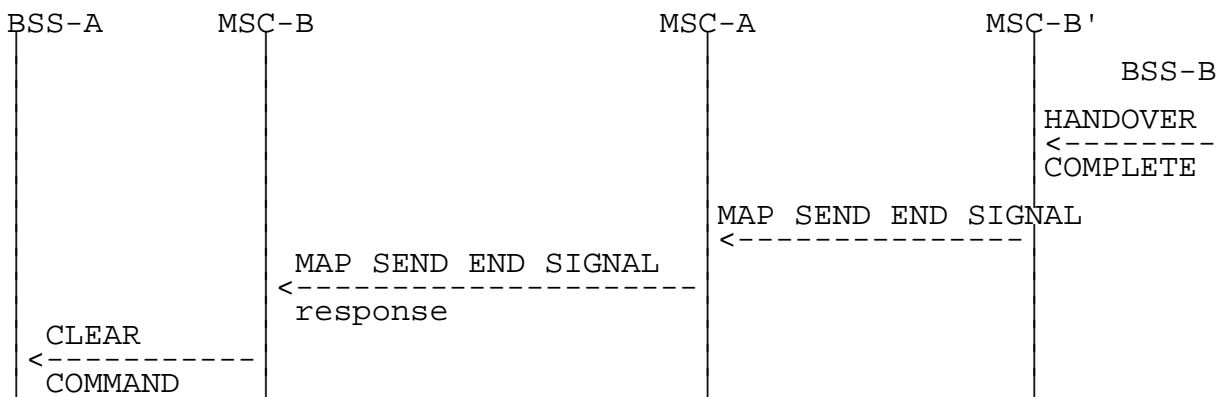 BSS-A MSC-B MSC-A MSC-B'
BSS-B
HANDOVER
COMPLETE
MAP SEND END SIGNAL
MAP SEND END SIGNAL
response
CLEAR
COMMAND